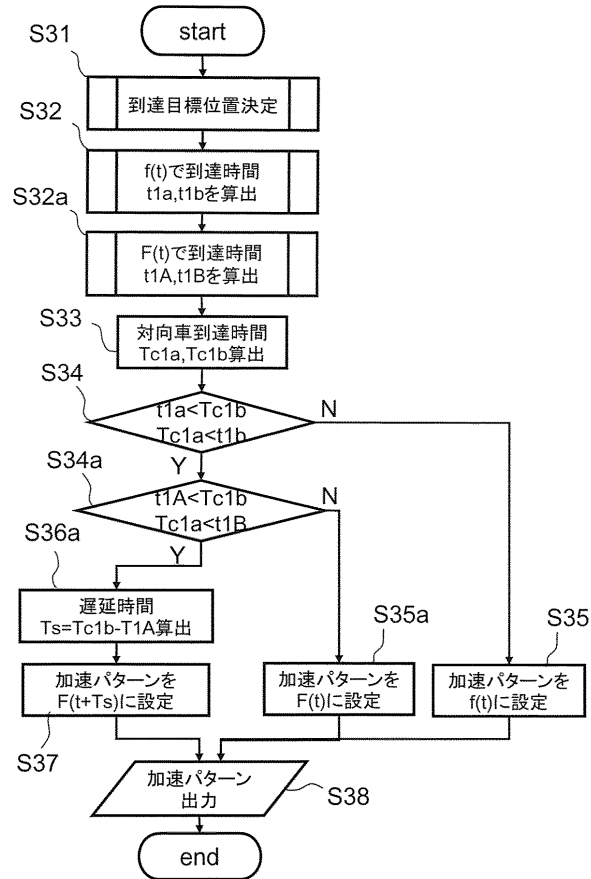 start
S31
到達目標位置決定
S32
f(t)で到達時間
t1a,t1bを算出
S32a
F(t)で到達時間
t1A,t1Bを算出
S33
対向車到達時間
Tc1a,Tc1b算出
S34
t1a<Tc1b
Tc1a<t1b
N
Y
S34a
t1A<Tc1b
Tc1a<t1B
N
Y
S36a
遅延時間
Ts=Tc1b-T1A算出
S35a
S35
加速パターンを
F(t+Ts)に設定
加速パターンを
F(t)に設定
加速パターンを
f(t)に設定
S37
加速パターン
出力
S38
end